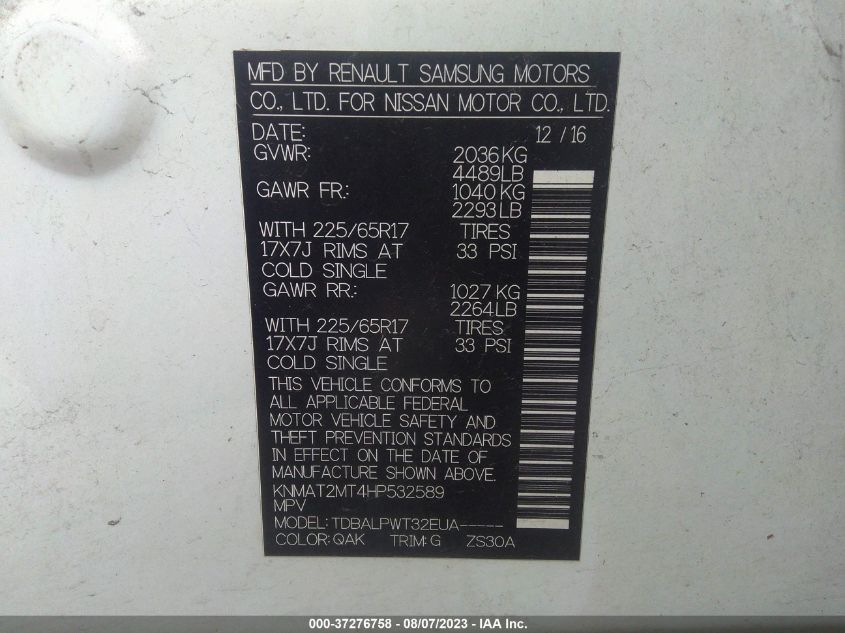 MFD BY RENAULT SAMSUNG MOTORS
CO., LTD. FOR NISSAN MOTOR CO., LTD.
DATE: 12 / 16
GVWR: 2036 KG
4489LB
GAWR FR.: 1040 KG
2293LB
WITH 225/65R17 TIRES
17X7J RIMS AT 33 PSI
COLD SINGLE
GAWR RR.: 1027 KG
2264LB
WITH 225/65R17 TIRES
17X7J RIMS AT 33 PSI
COLD SINGLE
THIS VEHICLE CONFORMS TO
ALL APPLICABLE FEDERAL
MOTOR VEHICLE SAFETY AND
THEFT PREVENTION STANDARDS
IN EFFECT ON THE DATE OF
MANUFACTURE SHOWN ABOVE.
KNMAT2MT4HP532589
MPV
MODEL: TDBALPWT32EUA-----
COLOR: QAK TRIM: G ZS30A
000-37276758 - 08/07/2023 - IAA Inc.